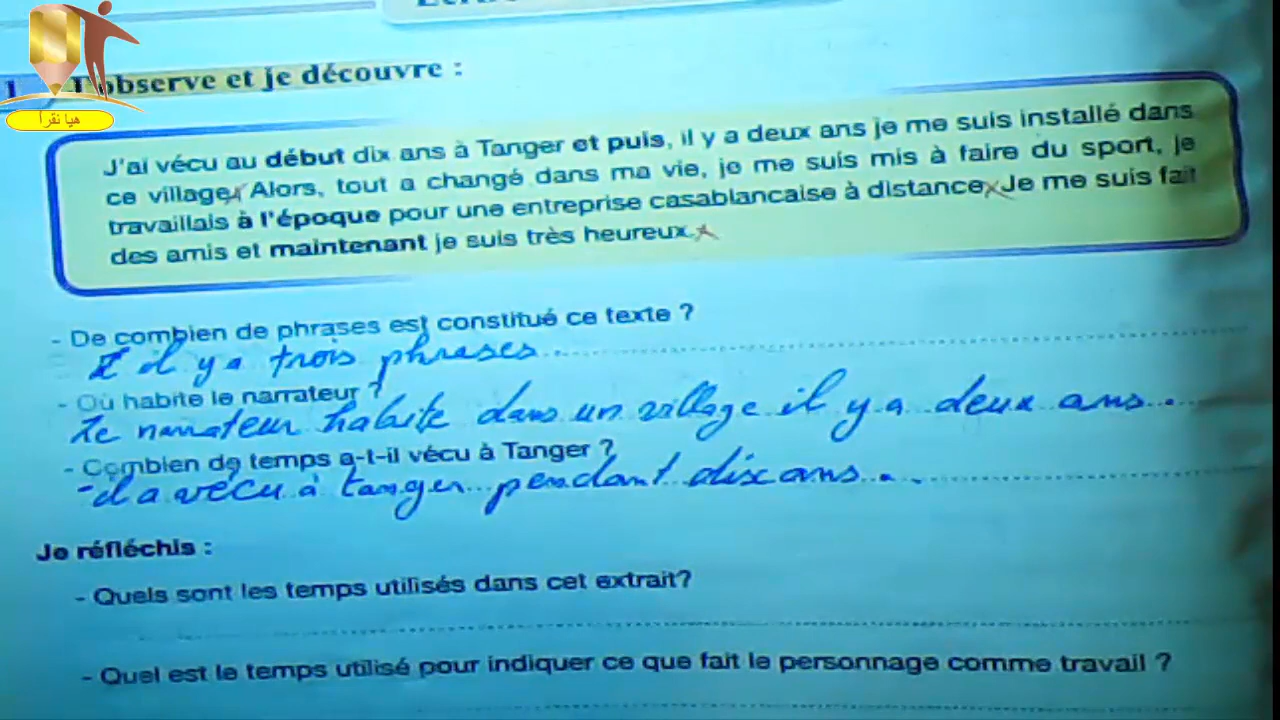 هيا نقرأ
1 J'observe et je découvre :
J'ai vécu au début dix ans à Tanger et puis, il y a deux ans je me suis installé dans
ce village. Alors, tout a changé dans ma vie, je me suis mis à faire du sport, je
travaillais à l'époque pour une entreprise casablancaise à distance. Je me suis fait
des amis et maintenant je suis très heureux.
- De combien de phrases est constitué ce texte ?
il y a trois phrases.
- Où habite le narrateur ?
Le narrateur habite dans un village il y a deux ans.
- Combien de temps a-t-il vécu à Tanger ?
- il a vécu à tanger pendant dix ans.
Je réfléchis :
- Quels sont les temps utilisés dans cet extrait?
- Quel est le temps utilisé pour indiquer ce que fait le personnage comme travail ?